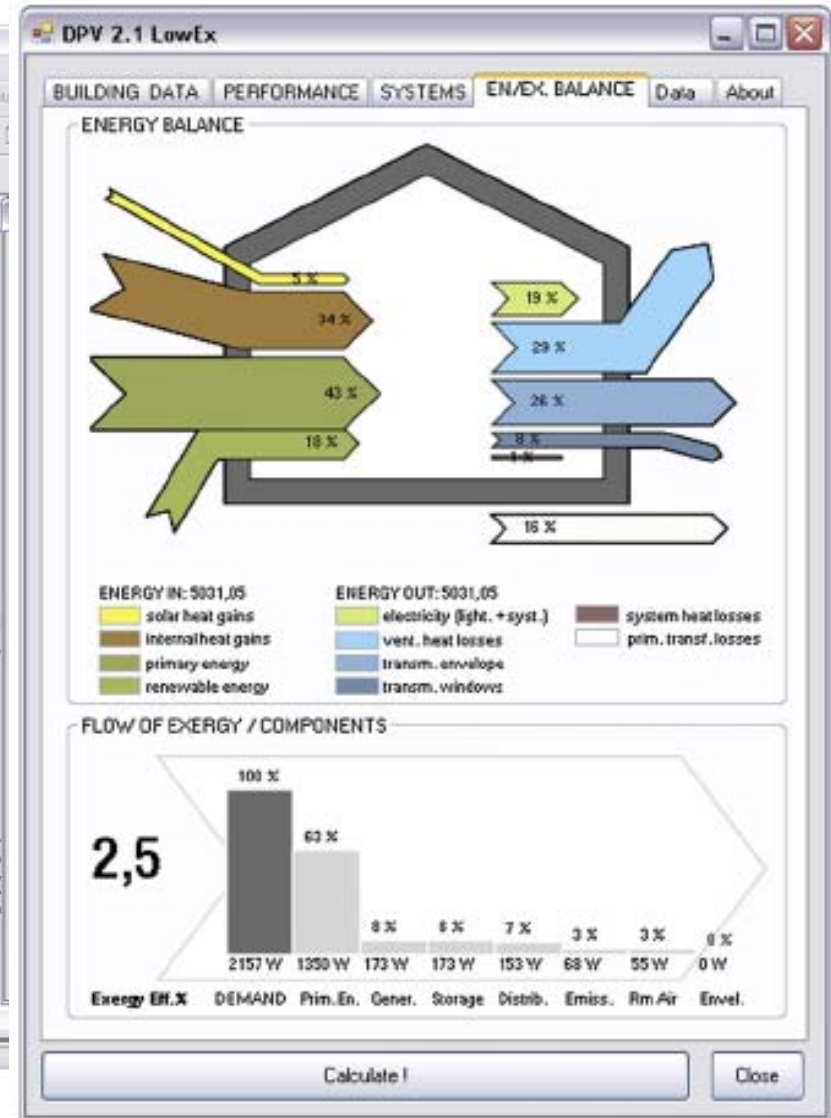 DPV 2.1 LowEx
BUILDING DATA PERFORMANCE SYSTEMS EN/EX. BALANCE Data About
ENERGY BALANCE
5 %
34 %
43 %
18 %
19 %
29 %
26 %
8 %
1 %
16 %
ENERGY IN: 5031,05
solar heat gains
internal heat gains
primary energy
renewable energy
ENERGY OUT: 5031,05
electricity (light. + syst.)
vent. heat losses
transm. envelope
transm. windows
system heat losses
prim. transf. losses
FLOW OF EXERGY / COMPONENTS
2,5
100 % 63 % 8 % 8 % 7 % 3 % 3 % 0 %
2157 W 1350 W 173 W 173 W 153 W 68 W 55 W 0 W
Exergy Eff.% DEMAND Prim.En. Gener. Storage Distrib. Emiss. Rm Air Envel.
Calculate !
Close